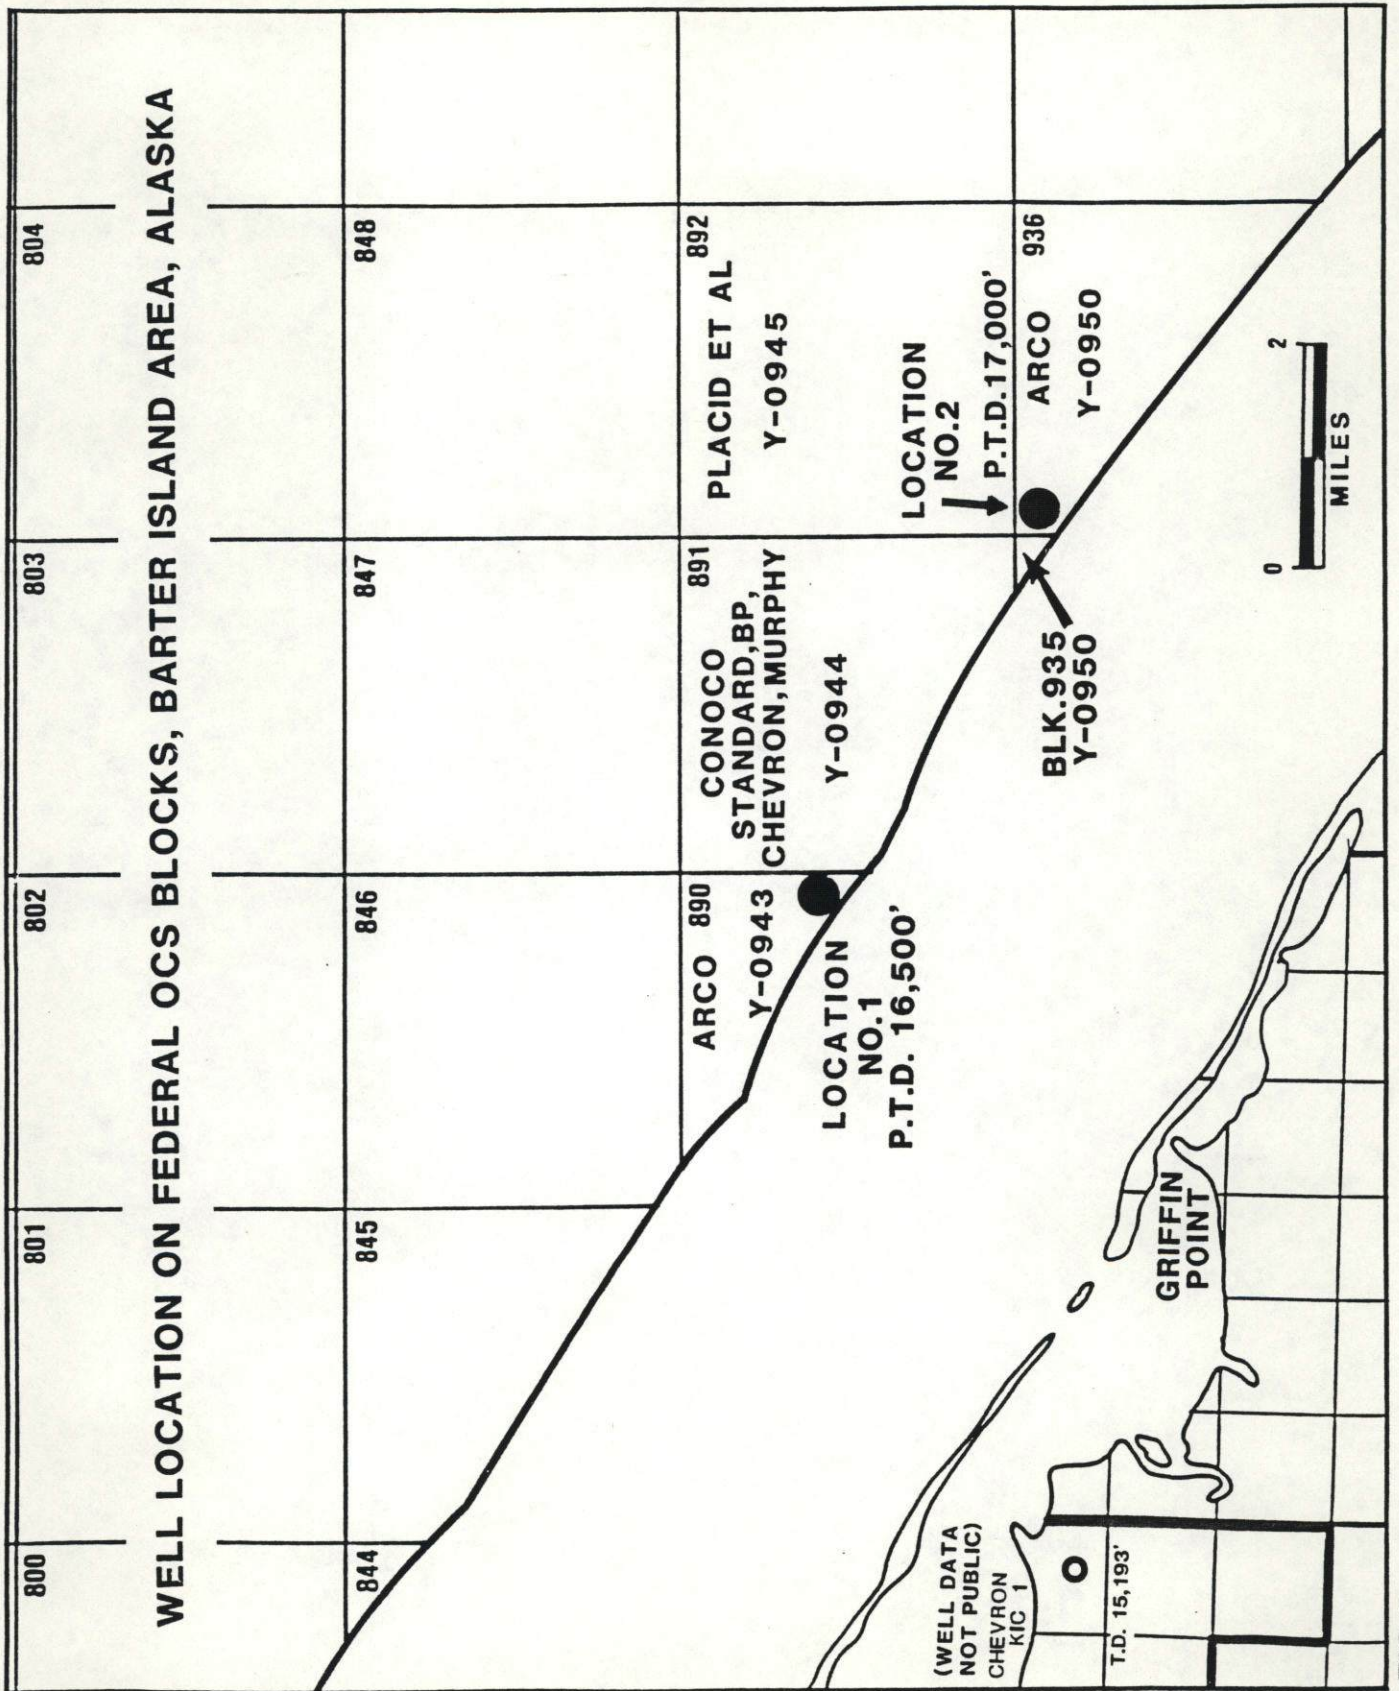 WELL LOCATION ON FEDERAL OCS BLOCKS, BARTER ISLAND AREA, ALASKA
800
801
802
803
804
844
845
846
847
848
890
891
892
ARCO
Y-0943
CONOCO
STANDARD,BP,
CHEVRON,MURPHY
Y-0944
PLACID ET AL
Y-0945
LOCATION
NO.1
P.T.D. 16,500'
LOCATION
NO.2
P.T.D.17,000'
936
ARCO
Y-0950
BLK.935
Y-0950
(WELL DATA
NOT PUBLIC)
CHEVRON
KIC 1
T.D. 15,193'
GRIFFIN
POINT
0 2
MILES